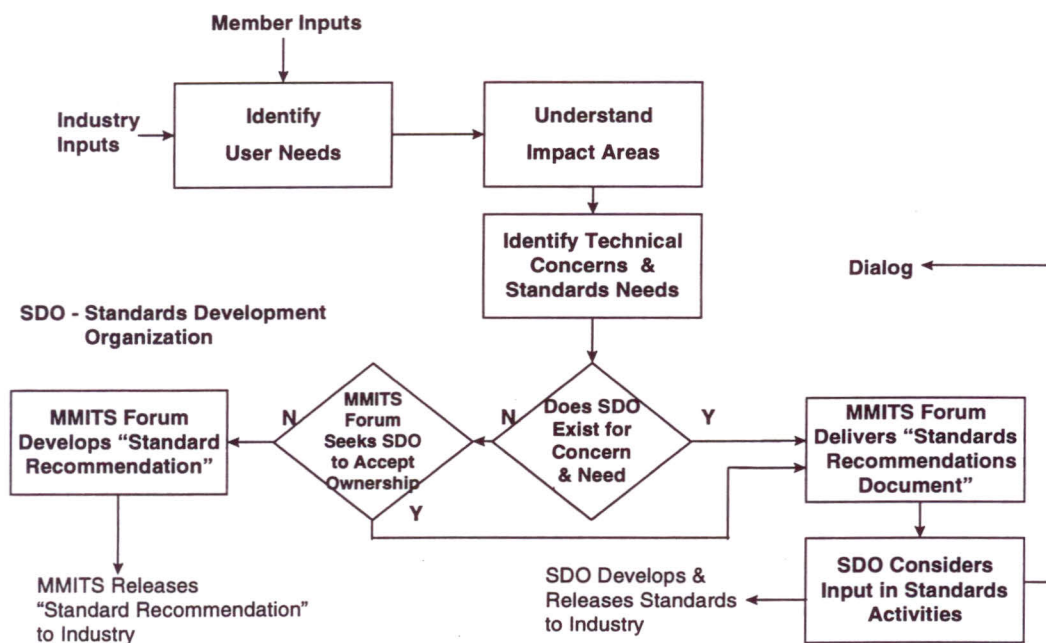 Member Inputs
Industry
Inputs
Identify
User Needs
Understand
Impact Areas
Identify Technical
Concerns &
Standards Needs
Dialog
SDO - Standards Development
Organization
MMITS Forum
Develops “Standard
Recommendation”
N
MMITS
Forum
Seeks SDO
to Accept
Ownership
Y
N
Does SDO
Exist for
Concern
& Need
Y
MMITS Forum
Delivers “Standards
Recommendations
Document”
MMITS Releases
“Standard Recommendation”
to Industry
SDO Develops &
Releases Standards
to Industry
SDO Considers
Input in Standards
Activities